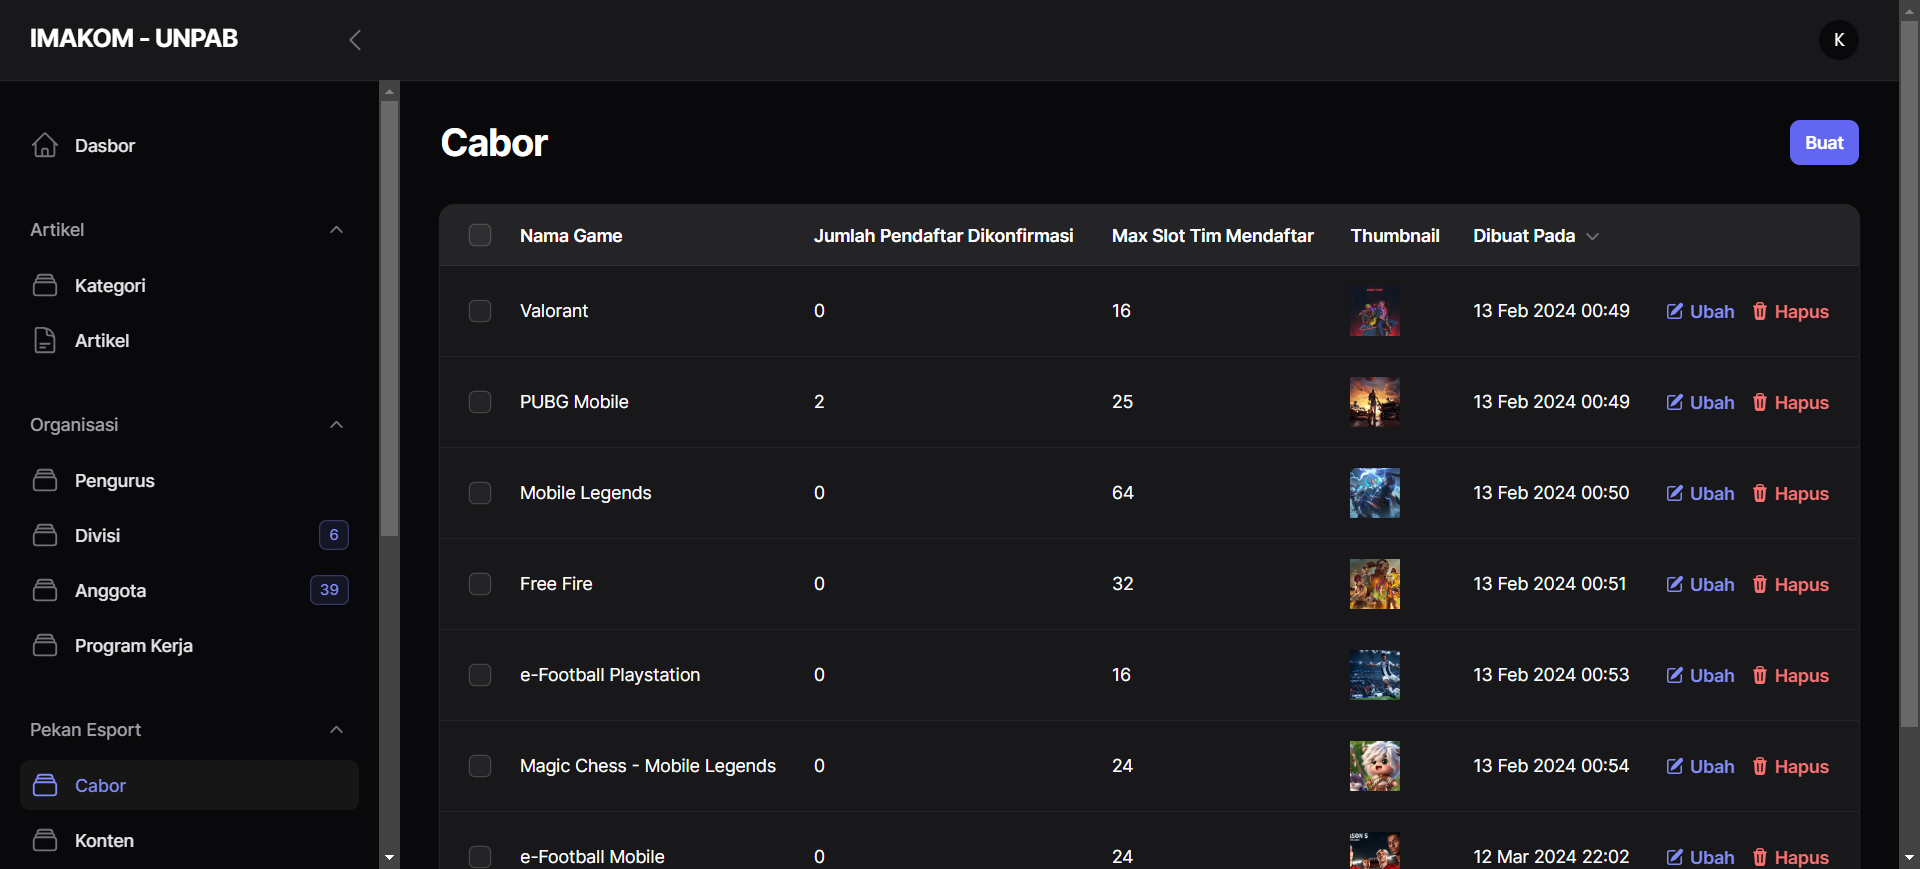 IMAKOM - UNPAB
K
Dasbor
Artikel
Kategori
Artikel
Organisasi
Pengurus
Divisi 6
Anggota 39
Program Kerja
Pekan Esport
Cabor
Konten
Cabor
Buat
Nama Game Jumlah Pendaftar Dikonfirmasi Max Slot Tim Mendaftar Thumbnail Dibuat Pada
Valorant 0 16 13 Feb 2024 00:49 Ubah Hapus
PUBG Mobile 2 25 13 Feb 2024 00:49 Ubah Hapus
Mobile Legends 0 64 13 Feb 2024 00:50 Ubah Hapus
Free Fire 0 32 13 Feb 2024 00:51 Ubah Hapus
e-Football Playstation 0 16 13 Feb 2024 00:53 Ubah Hapus
Magic Chess - Mobile Legends 0 24 13 Feb 2024 00:54 Ubah Hapus
e-Football Mobile 0 24 12 Mar 2024 22:02 Ubah Hapus